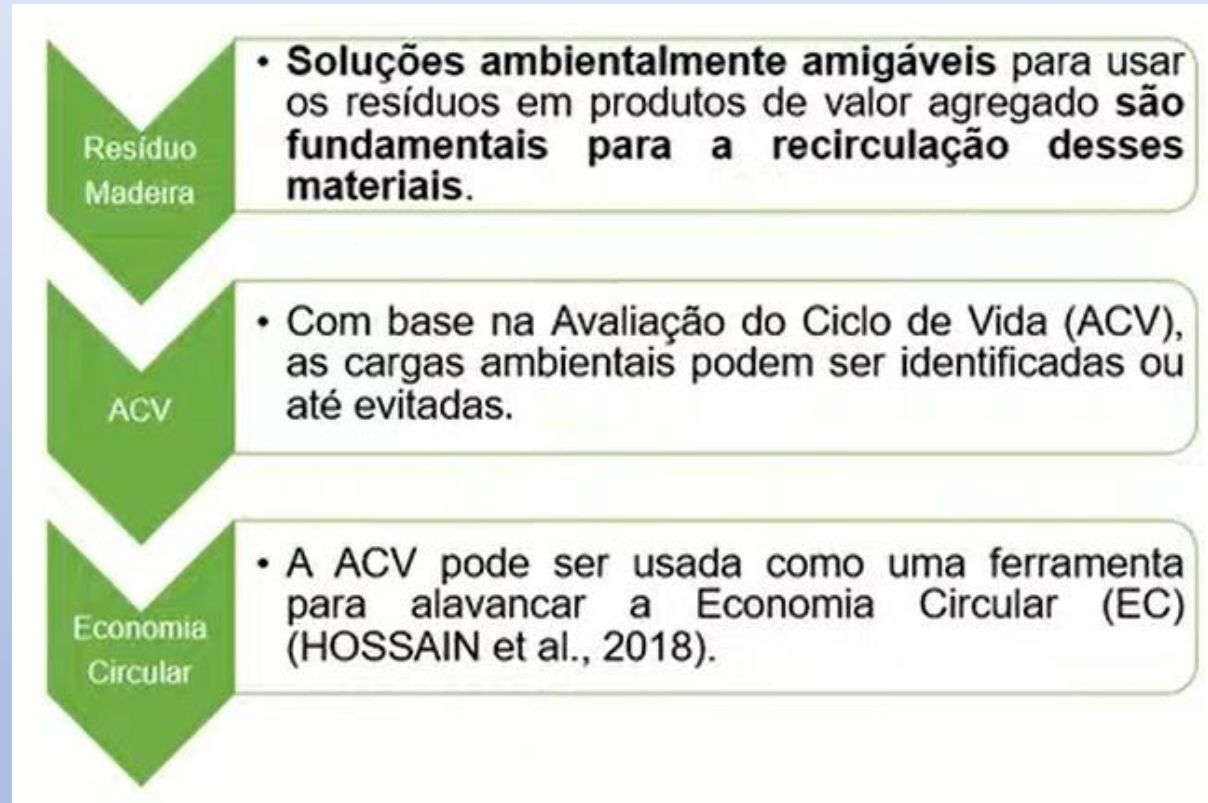 Resíduo
Madeira
• Soluções ambientalmente amigáveis para usar
os resíduos em produtos de valor agregado são
fundamentais para a recirculação desses
materiais.
ACV
• Com base na Avaliação do Ciclo de Vida (ACV),
as cargas ambientais podem ser identificadas ou
até evitadas.
Economia
Circular
• A ACV pode ser usada como uma ferramenta
para alavancar a Economia Circular (EC)
(HOSSAIN et al., 2018).